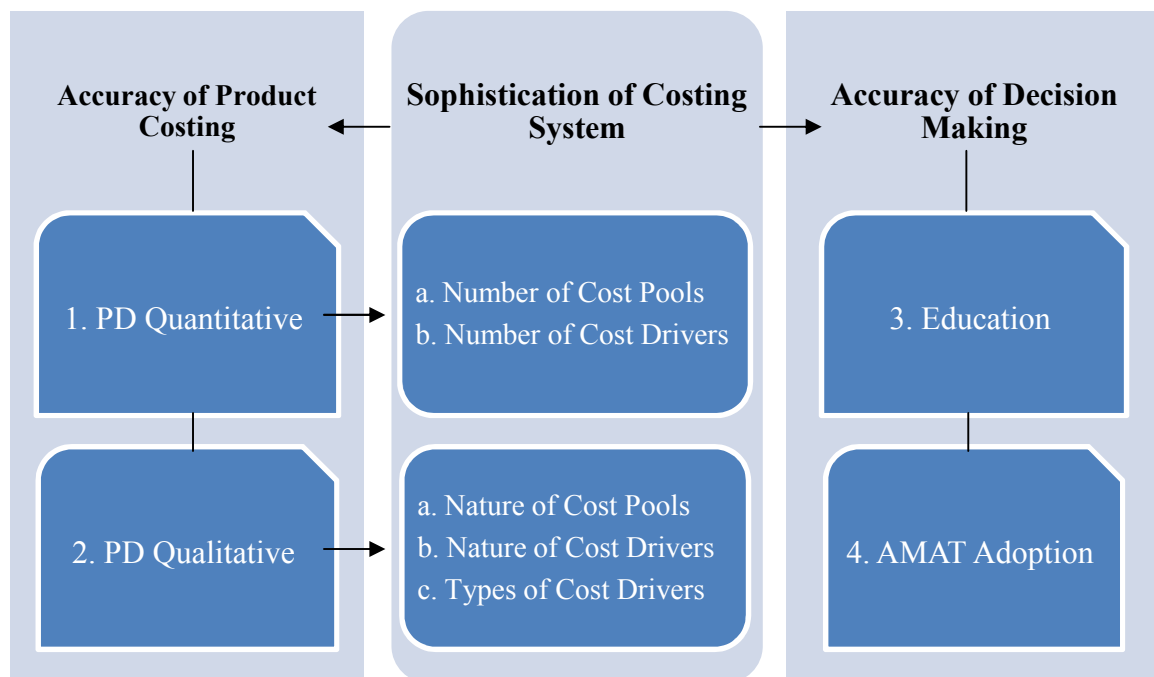 Accuracy of Product
Costing
1. PD Quantitative
2. PD Qualitative
Sophistication of Costing
System
a. Number of Cost Pools
b. Number of Cost Drivers
a. Nature of Cost Pools
b. Nature of Cost Drivers
c. Types of Cost Drivers
Accuracy of Decision
Making
3. Education
4. AMAT Adoption